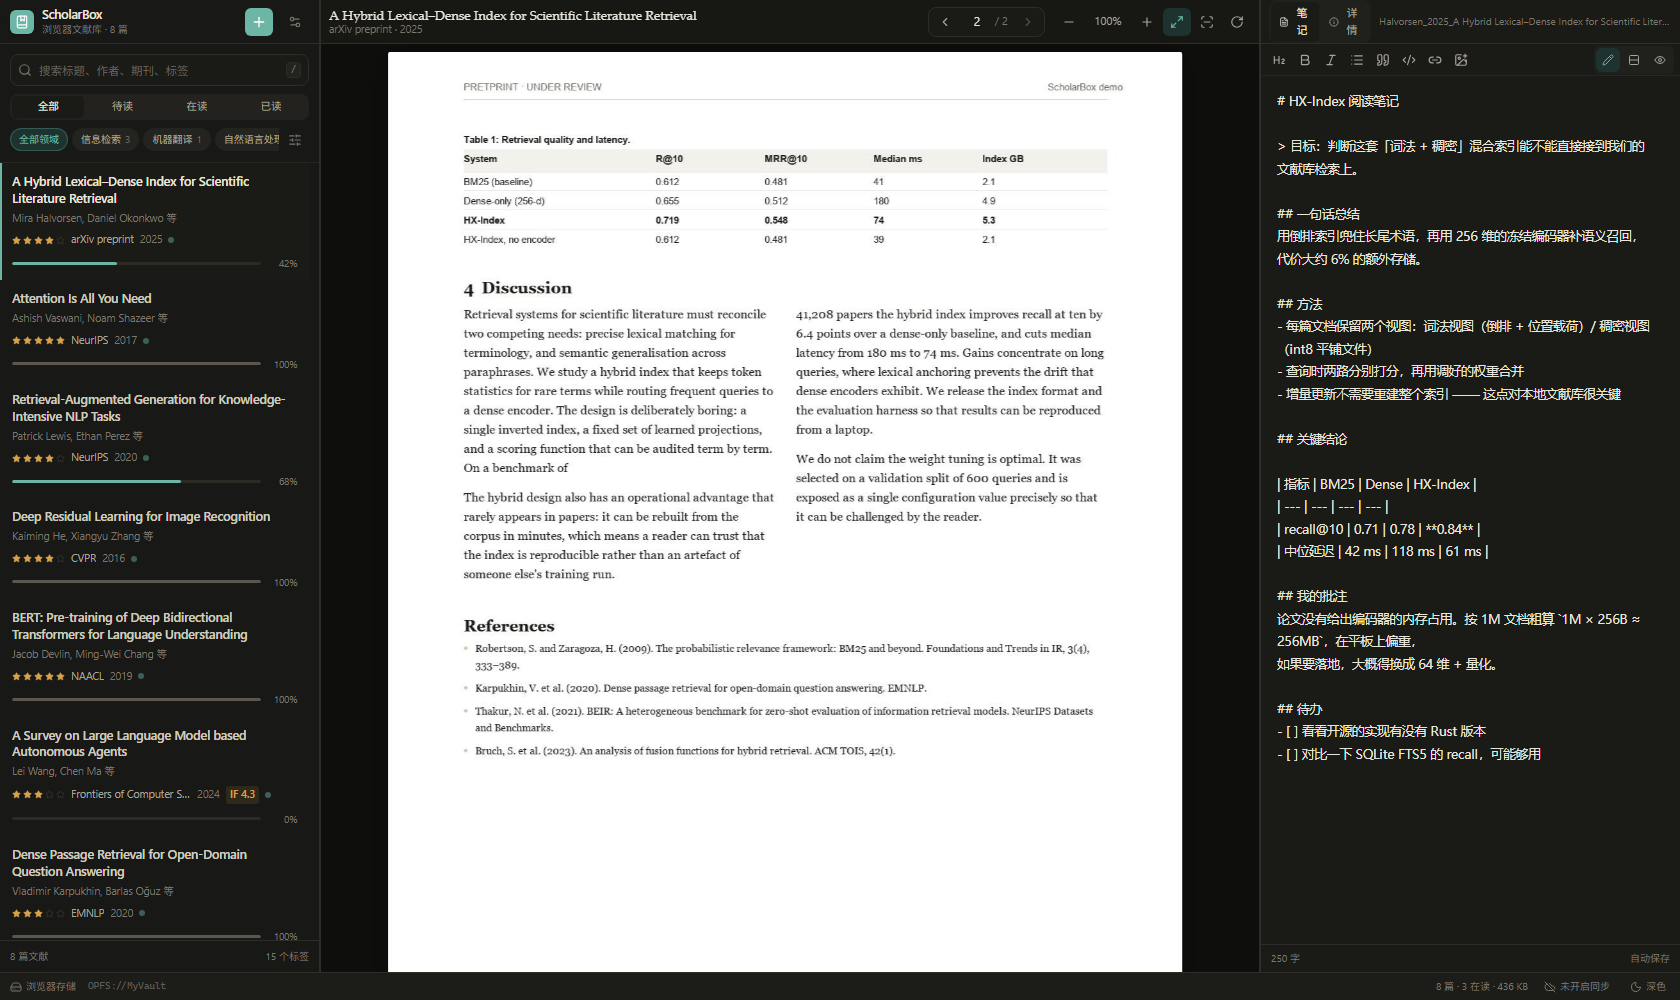 ScholarBox
浏览器文献库 · 8 篇
搜索标题、作者、期刊、标签
/
全部
待读
在读
已读
全部领域
信息检索 3
机器翻译 1
自然语言处理
A Hybrid Lexical–Dense Index for Scientific
Literature Retrieval
Mira Halvorsen, Daniel Okonkwo 等
arXiv preprint 2025
42%
Attention Is All You Need
Ashish Vaswani, Noam Shazeer 等
NeurIPS 2017
100%
Retrieval-Augmented Generation for Knowledge-
Intensive NLP Tasks
Patrick Lewis, Ethan Perez 等
NeurIPS 2020
68%
Deep Residual Learning for Image Recognition
Kaiming He, Xiangyu Zhang 等
CVPR 2016
100%
BERT: Pre-training of Deep Bidirectional
Transformers for Language Understanding
Jacob Devlin, Ming-Wei Chang 等
NAACL 2019
100%
A Survey on Large Language Model based
Autonomous Agents
Lei Wang, Chen Ma 等
Frontiers of Computer S... 2024 IF 4.3
0%
Dense Passage Retrieval for Open-Domain
Question Answering
Vladimir Karpukhin, Barlas Oğuz 等
EMNLP 2020
100%
8 篇文献
15 个标签
A Hybrid Lexical–Dense Index for Scientific Literature Retrieval
arXiv preprint · 2025
2 / 2
100%
PRETPRINT · UNDER REVIEW
ScholarBox demo
Table 1: Retrieval quality and latency.
System R@10 MRR@10 Median ms Index GB
BM25 (baseline) 0.612 0.481 41 2.1
Dense-only (256-d) 0.655 0.512 180 4.9
HX-Index 0.719 0.548 74 5.3
HX-Index, no encoder 0.612 0.481 39 2.1
4 Discussion
Retrieval systems for scientific literature must reconcile
two competing needs: precise lexical matching for
terminology, and semantic generalisation across
paraphrases. We study a hybrid index that keeps token
statistics for rare terms while routing frequent queries to
a dense encoder. The design is deliberately boring: a
single inverted index, a fixed set of learned projections,
and a scoring function that can be audited term by term.
On a benchmark of
The hybrid design also has an operational advantage that
rarely appears in papers: it can be rebuilt from the
corpus in minutes, which means a reader can trust that
the index is reproducible rather than an artefact of
someone else's training run.
41,208 papers the hybrid index improves recall at ten by
6.4 points over a dense-only baseline, and cuts median
latency from 180 ms to 74 ms. Gains concentrate on long
queries, where lexical anchoring prevents the drift that
dense encoders exhibit. We release the index format and
the evaluation harness so that results can be reproduced
from a laptop.
We do not claim the weight tuning is optimal. It was
selected on a validation split of 600 queries and is
exposed as a single configuration value precisely so that
it can be challenged by the reader.
References
Robertson, S. and Zaragoza, H. (2009). The probabilistic relevance framework: BM25 and beyond. Foundations and Trends in IR, 3(4),
333–389.
Karpukhin, V. et al. (2020). Dense passage retrieval for open-domain question answering. EMNLP.
Thakur, N. et al. (2021). BEIR: A heterogeneous benchmark for zero-shot evaluation of information retrieval models. NeurIPS Datasets
and Benchmarks.
Bruch, S. et al. (2023). An analysis of fusion functions for hybrid retrieval. ACM TOIS, 42(1).
笔记
详情
Halvorsen_2025_A Hybrid Lexical–Dense Index for Scientific Liter...
H2
# HX-Index 阅读笔记
> 目标：判断这套「词法 + 稠密」混合索引能不能直接接到我们的
文献库检索上。
## 一句话总结
用倒排索引兜住长尾术语，再用 256 维的冻结编码器补语义召回，
代价大约 6% 的额外存储。
## 方法
- 每篇文档保留两个视图：词法视图（倒排 + 位置载荷）/ 稠密视图
（int8 平铺文件）
- 查询时两路分别打分，再用调好的权重合并
- 增量更新不需要重建整个索引 —— 这点对本地文献库很关键
## 关键结论
| 指标 | BM25 | Dense | HX-Index |
| --- | --- | --- | --- |
| recall@10 | 0.71 | 0.78 | **0.84** |
| 中位延迟 | 42 ms | 118 ms | 61 ms |
## 我的批注
论文没有给出编码器的内存占用。按 1M 文档粗算 `1M × 256B ≈
256MB`，在平板上偏重，
如果要落地，大概得换成 64 维 + 量化。
## 待办
- [ ] 看看开源的实现有没有 Rust 版本
- [ ] 对比一下 SQLite FTS5 的 recall，可能够用
250 字
自动保存
浏览器存储
OPFS://MyVault
8 篇 · 3 在读 · 436 KB
未开启同步
深色